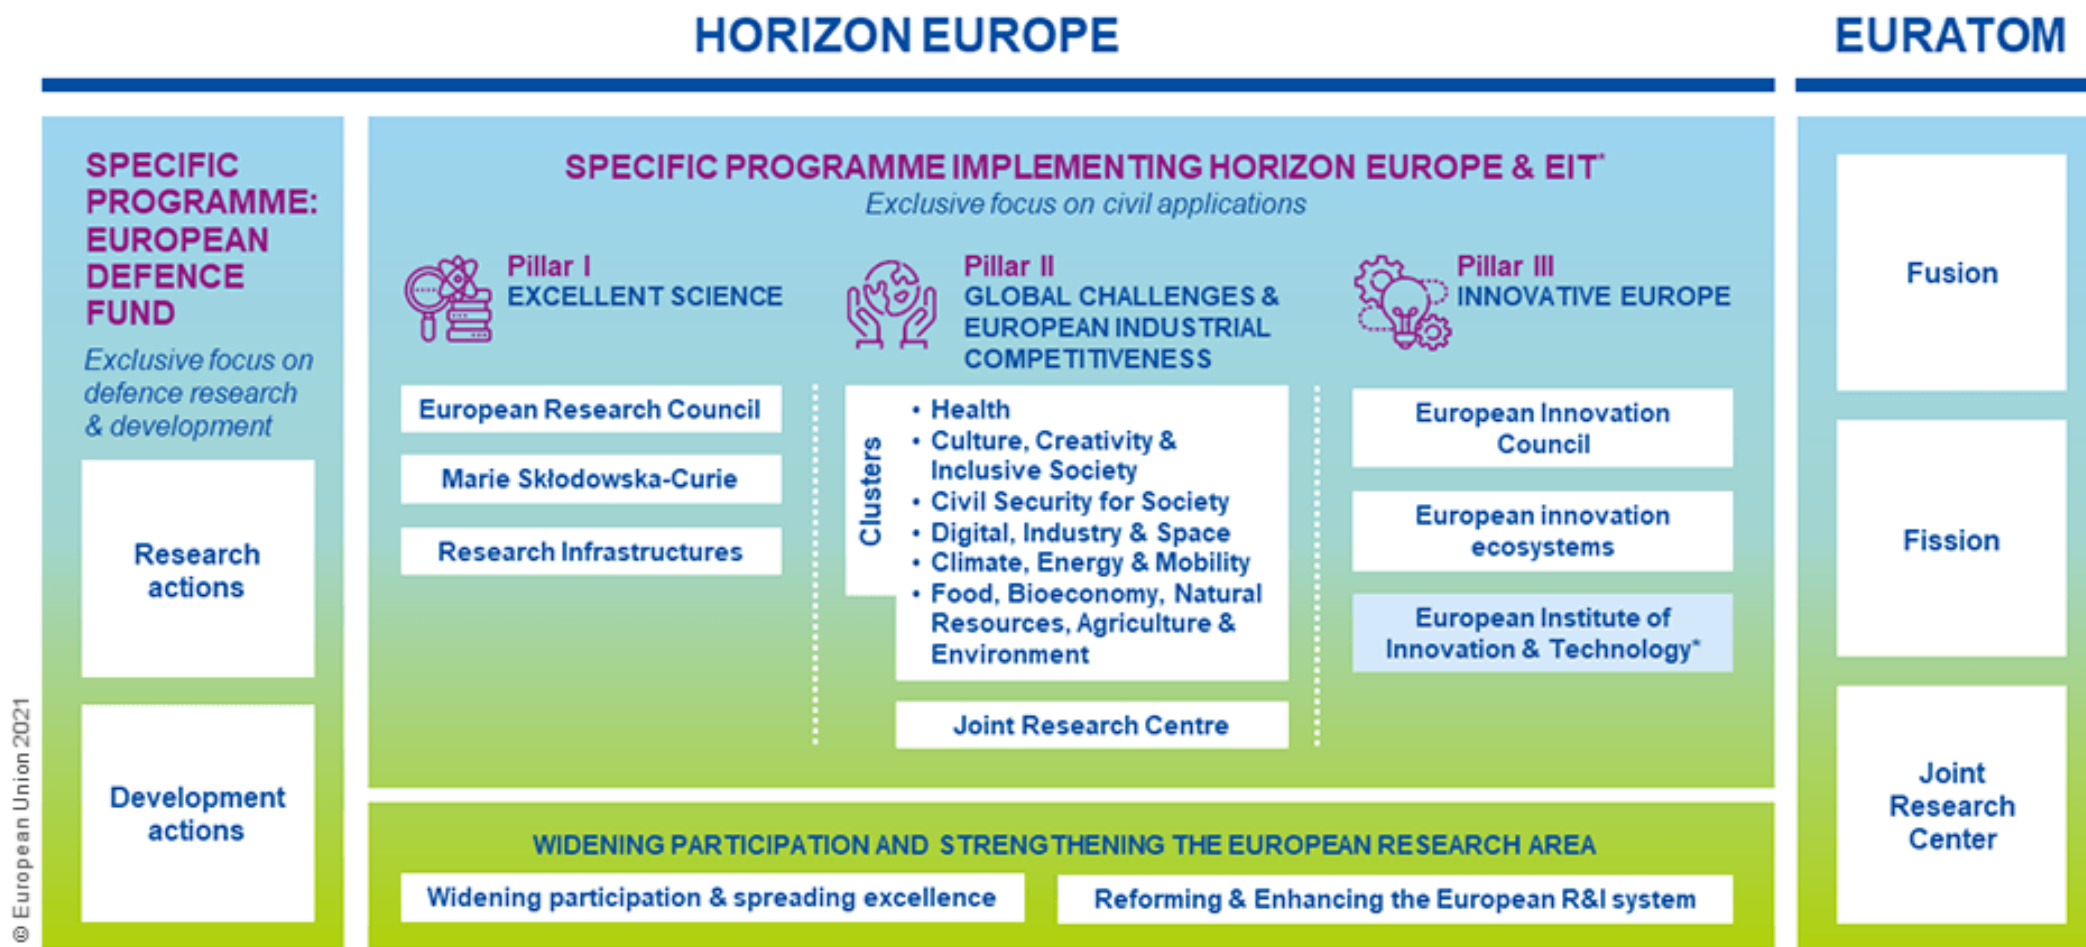 HORIZON EUROPE
EURATOM
SPECIFIC
PROGRAMME:
EUROPEAN
DEFENCE
FUND
Exclusive focus on
defence research
& development
Research
actions
Development
actions
SPECIFIC PROGRAMME IMPLEMENTING HORIZON EUROPE & EIT*
Exclusive focus on civil applications
Pillar I
EXCELLENT SCIENCE
European Research Council
Marie Skłodowska-Curie
Research Infrastructures
Pillar II
GLOBAL CHALLENGES &
EUROPEAN INDUSTRIAL
COMPETITIVENESS
Clusters
• Health
• Culture, Creativity &
Inclusive Society
• Civil Security for Society
• Digital, Industry & Space
• Climate, Energy & Mobility
• Food, Bioeconomy, Natural
Resources, Agriculture &
Environment
Joint Research Centre
Pillar III
INNOVATIVE EUROPE
European Innovation
Council
European innovation
ecosystems
European Institute of
Innovation & Technology*
WIDENING PARTICIPATION AND STRENGTHENING THE EUROPEAN RESEARCH AREA
Widening participation & spreading excellence
Reforming & Enhancing the European R&I system
Fusion
Fission
Joint
Research
Center
© European Union 2021